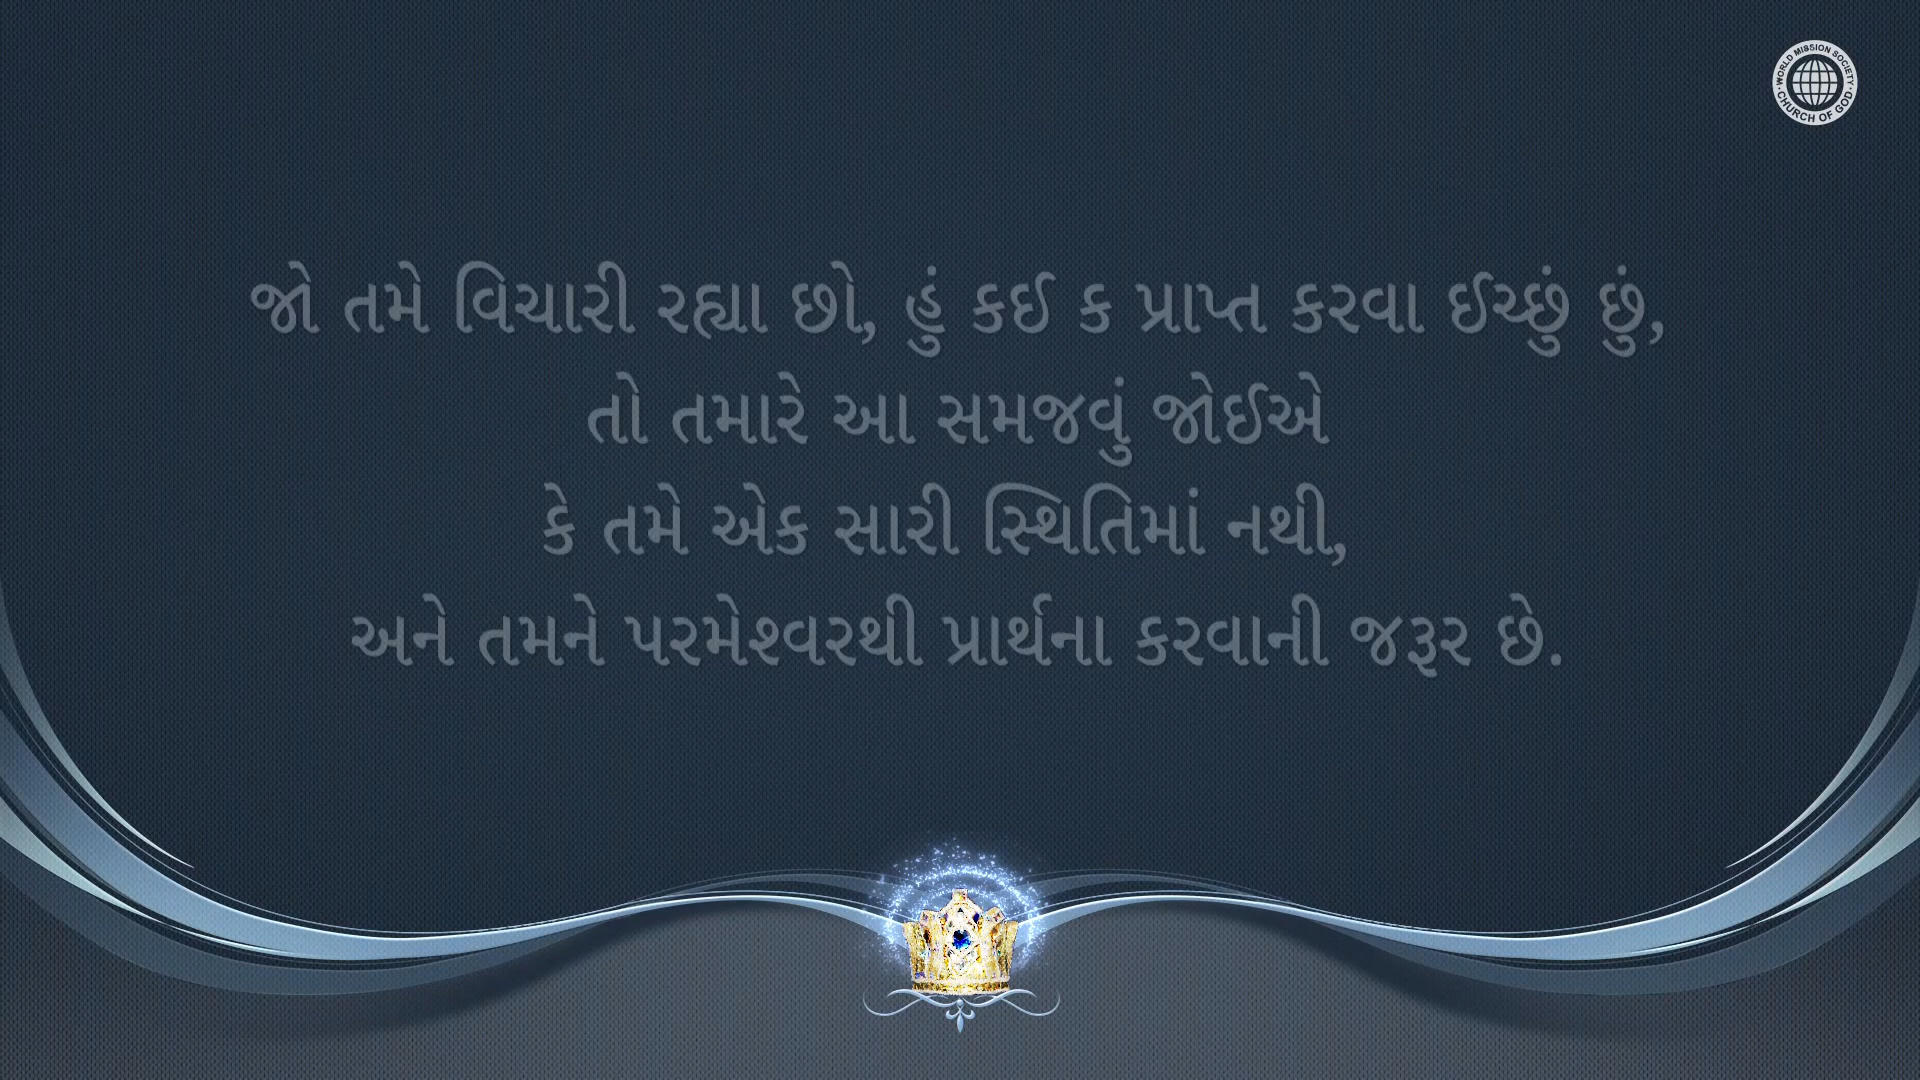 WORLD MISSION SOCIETY
CHURCH OF GOD
જો તમે વિચારી રહ્યા છો, હું કઈ ક પ્રાપ્ત કરવા ઈચ્છું છું,
તો તમારે આ સમજવું જોઈએ
કે તમે એક સારી સ્થિતિમાં નથી,
અને તમને પરમેશ્વરથી પ્રાર્થના કરવાની જરૂર છે.